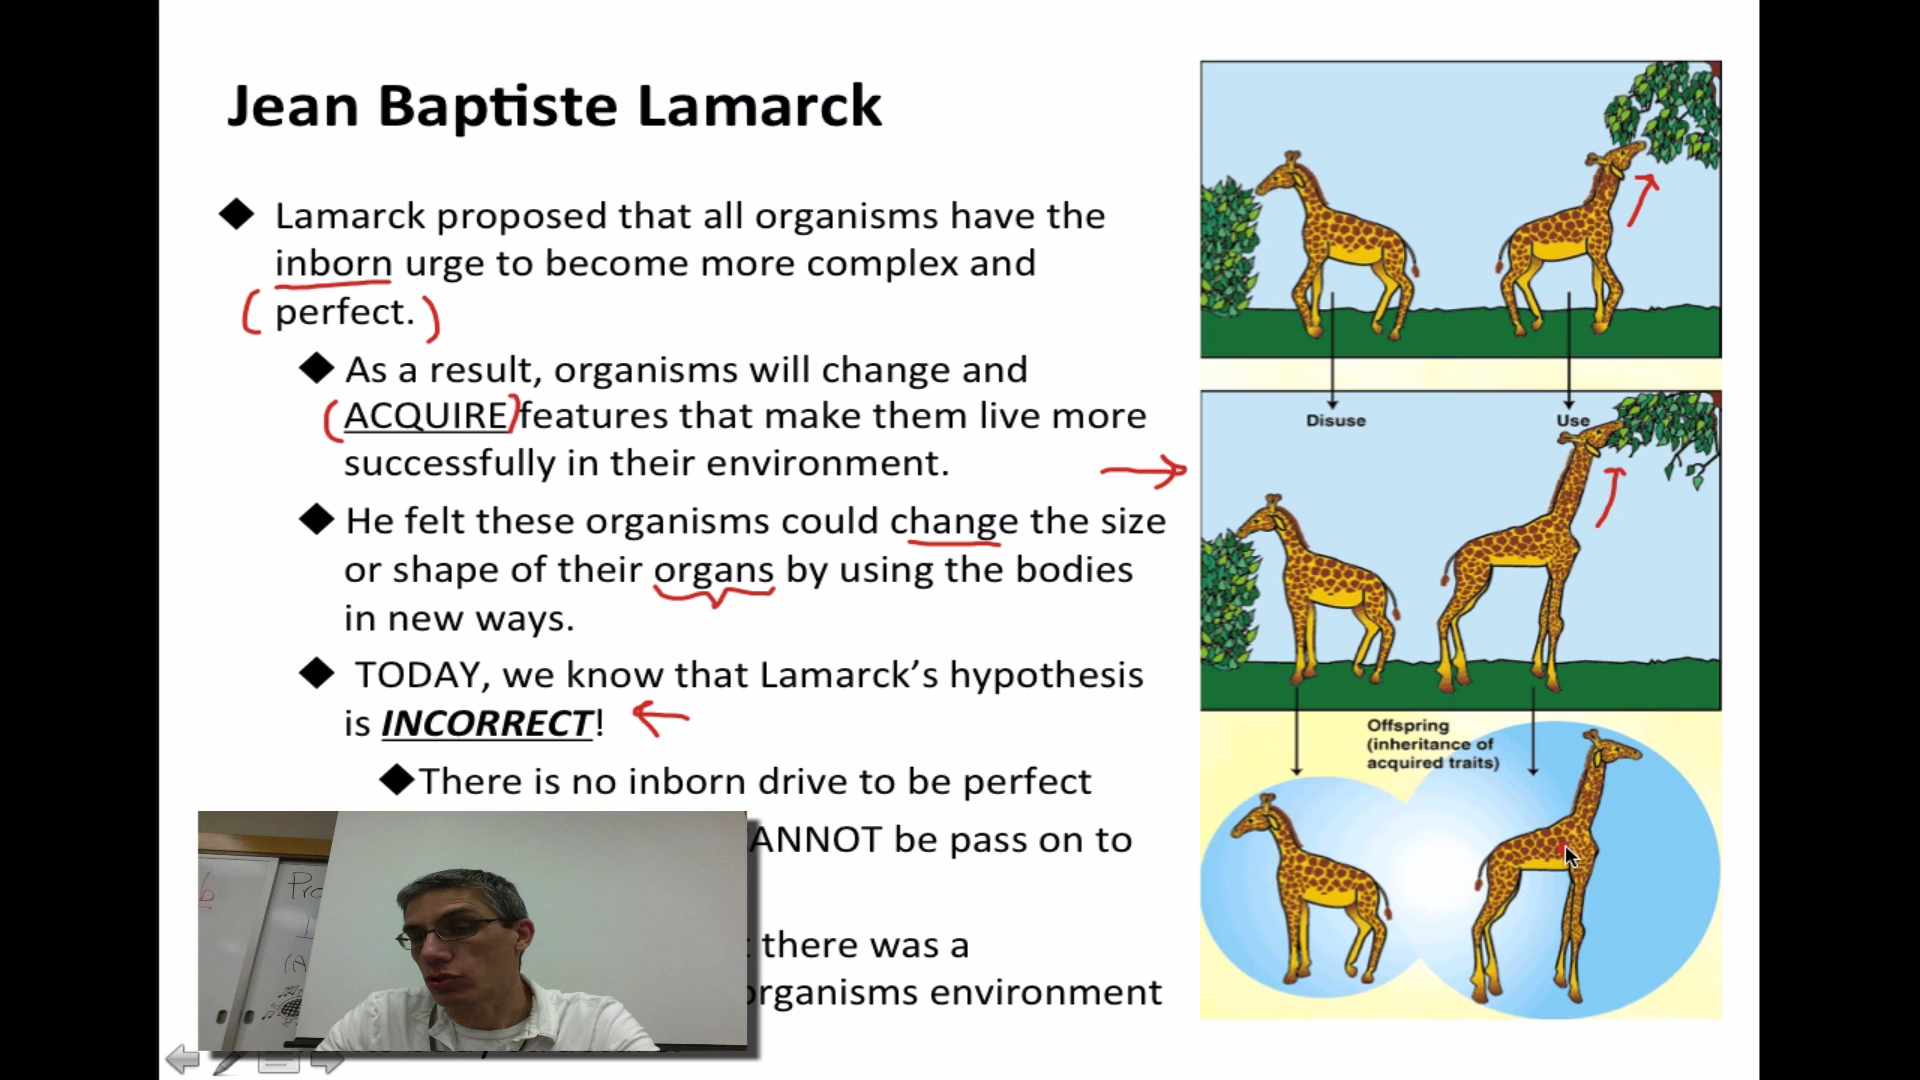 Jean Baptiste Lamarck
Lamarck proposed that all organisms have the
inborn urge to become more complex and
perfect.
As a result, organisms will change and
ACQUIRE features that make them live more
successfully in their environment.
He felt these organisms could change the size
or shape of their organs by using the bodies
in new ways.
TODAY, we know that Lamarck’s hypothesis
is INCORRECT!
There is no inborn drive to be perfect
ANNOT be pass on to
there was a
organisms environment
Disuse
Use
Offspring
(inheritance of
acquired traits)